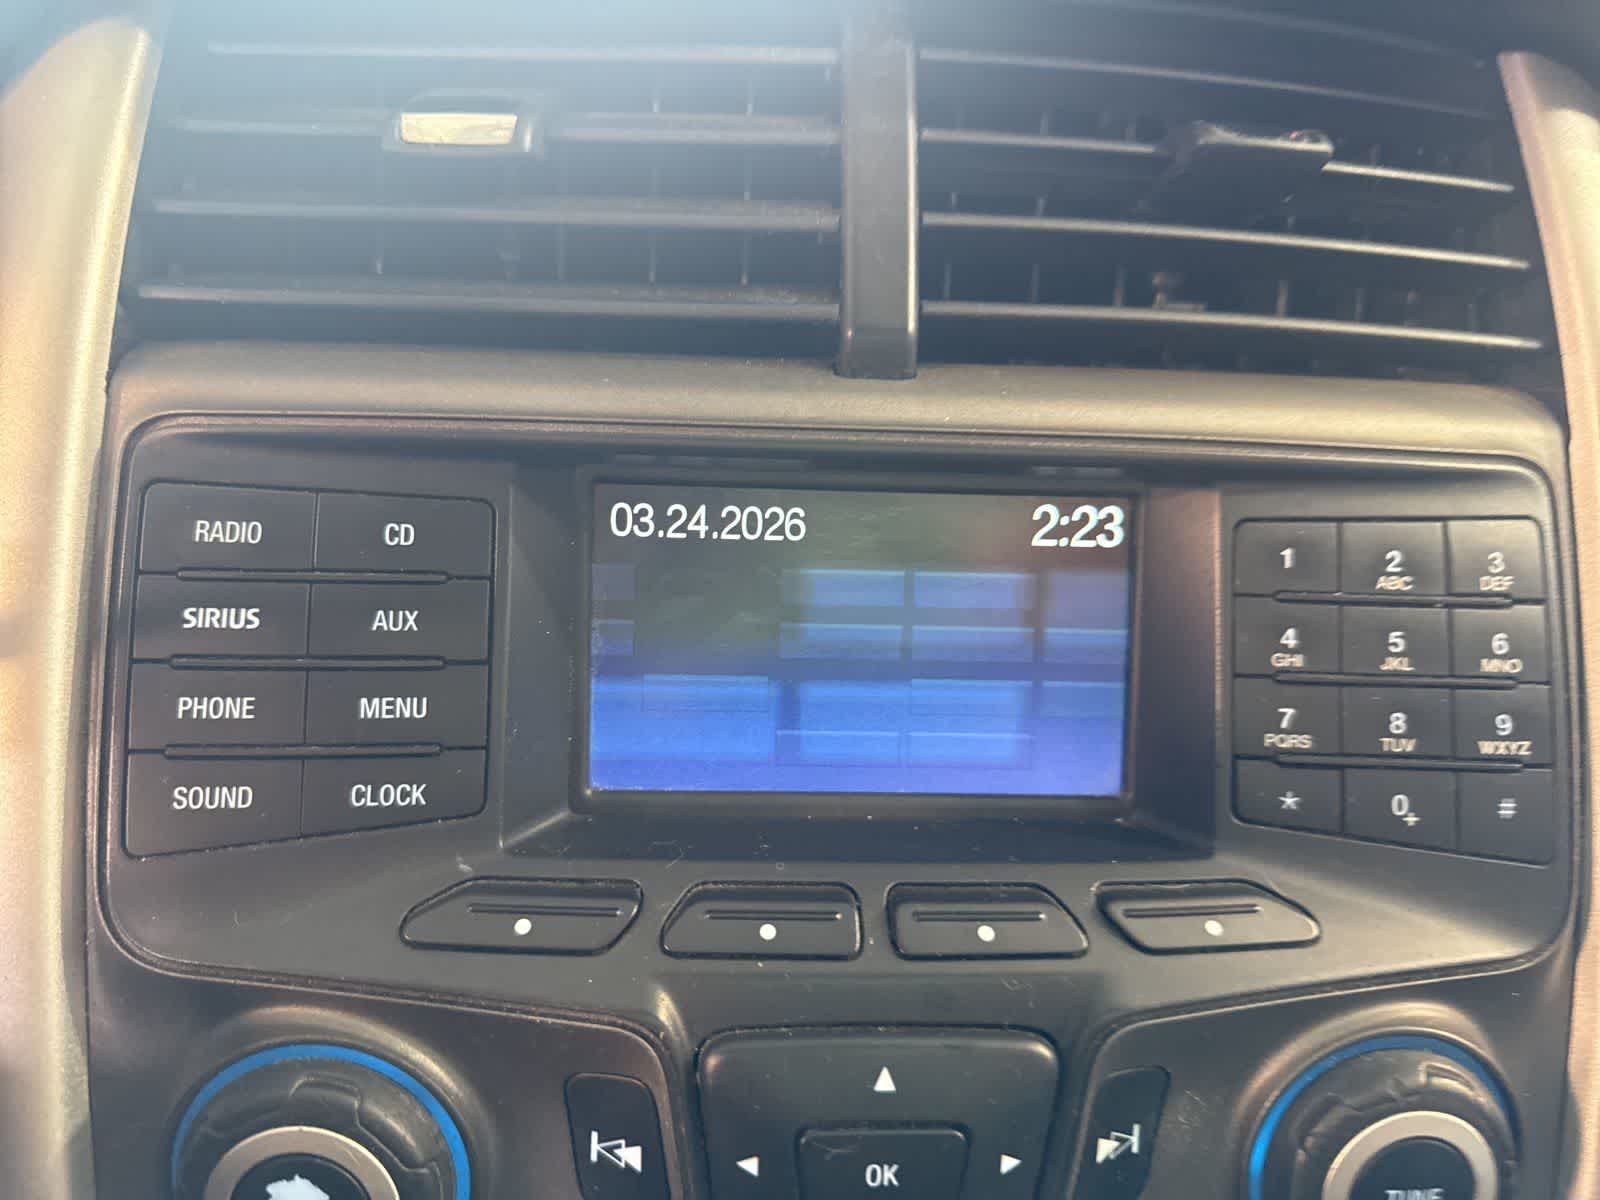 03.24.2026 2:23
RADIO CD
SIRIUS AUX
PHONE MENU
SOUND CLOCK
1 2 3
ABC DEF
4 5 6
GHI JKL MNO
7 8 9
PQRS TUV WXYZ
* 0 #
+
OK
TUNE